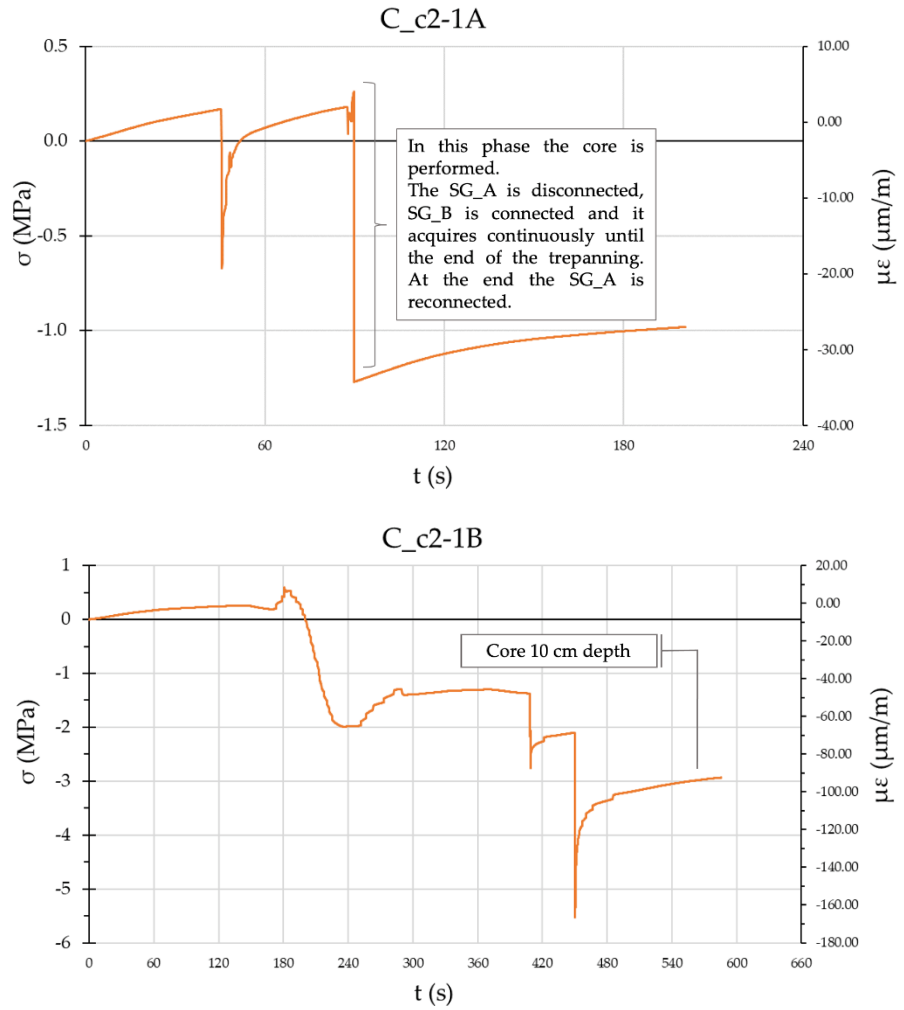 C_c2-1A
0.5
0.0
-0.5
-1.0
-1.5
σ (MPa)
10.00
0.00
-10.00
-20.00
-30.00
-40.00
με (μm/m)
In this phase the core is
performed.
The SG_A is disconnected,
SG_B is connected and it
acquires continuously until
the end of the trepanning.
At the end the SG_A is
reconnected.
0 60 120 180 240
t (s)
C_c2-1B
1
0
-1
-2
-3
-4
-5
-6
σ (MPa)
20.00
0.00
-20.00
-40.00
-60.00
-80.00
-100.00
-120.00
-140.00
-160.00
-180.00
με (μm/m)
Core 10 cm depth
0 60 120 180 240 300 360 420 480 540 600 660
t (s)